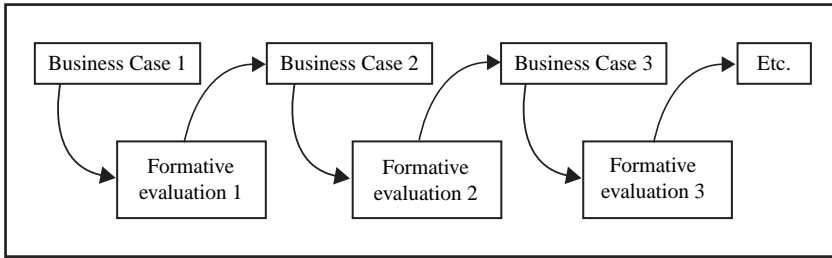 Business Case 1
Business Case 2
Business Case 3
Etc.
Formative
evaluation 1
Formative
evaluation 2
Formative
evaluation 3